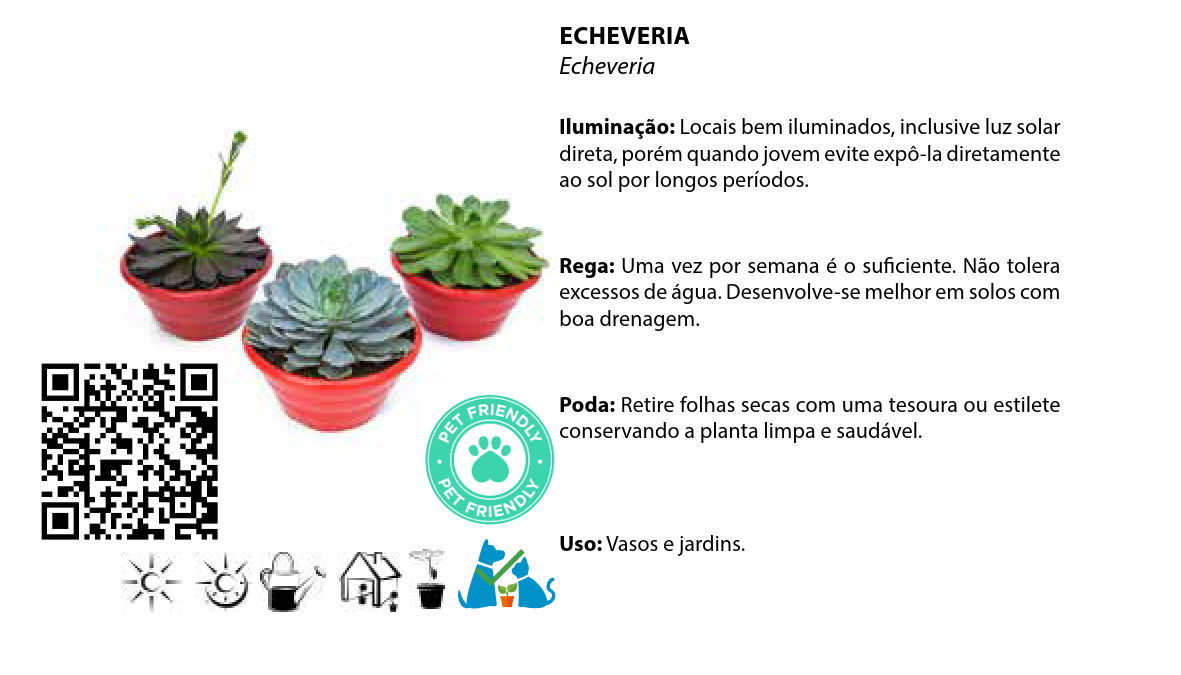 ECHEVERIA
Echeveria
Iluminação: Locais bem iluminados, inclusive luz solar
direta, porém quando jovem evite expô-la diretamente
ao sol por longos períodos.
Rega: Uma vez por semana é o suficiente. Não tolera
excessos de água. Desenvolve-se melhor em solos com
boa drenagem.
Poda: Retire folhas secas com uma tesoura ou estilete
conservando a planta limpa e saudável.
Uso: Vasos e jardins.
PET FRIENDLY
PET FRIENDLY